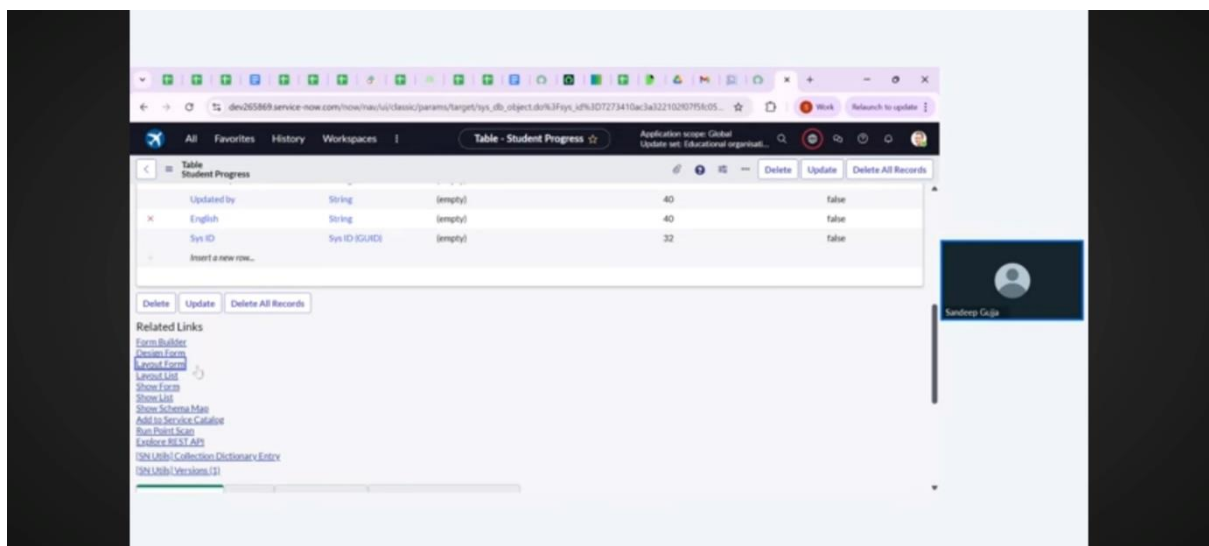 dev265869.service-now.com/now/nav/ui/classic/params/target/sys_db_object.do%3Fsys_id%3D7273410ac3a322102f07f5fc05...
Work
Relaunch to update
All Favorites History Workspaces
Table - Student Progress
Application scope: Global
Update set: Educational organisati...
Table
Student Progress
Delete Update Delete All Records
Updated by String (empty) 40 false
English String (empty) 40 false
Sys ID Sys ID (GUID) (empty) 32 false
Insert a new row...
Delete Update Delete All Records
Related Links
Form Builder
Design Form
Layout Form
Layout List
Show Form
Show List
Show Schema Map
Add to Service Catalog
Run Point Scan
Explore REST API
[SN Utils] Collection Dictionary Entry
[SN Utils] Versions (1)
Sandeep Gujja